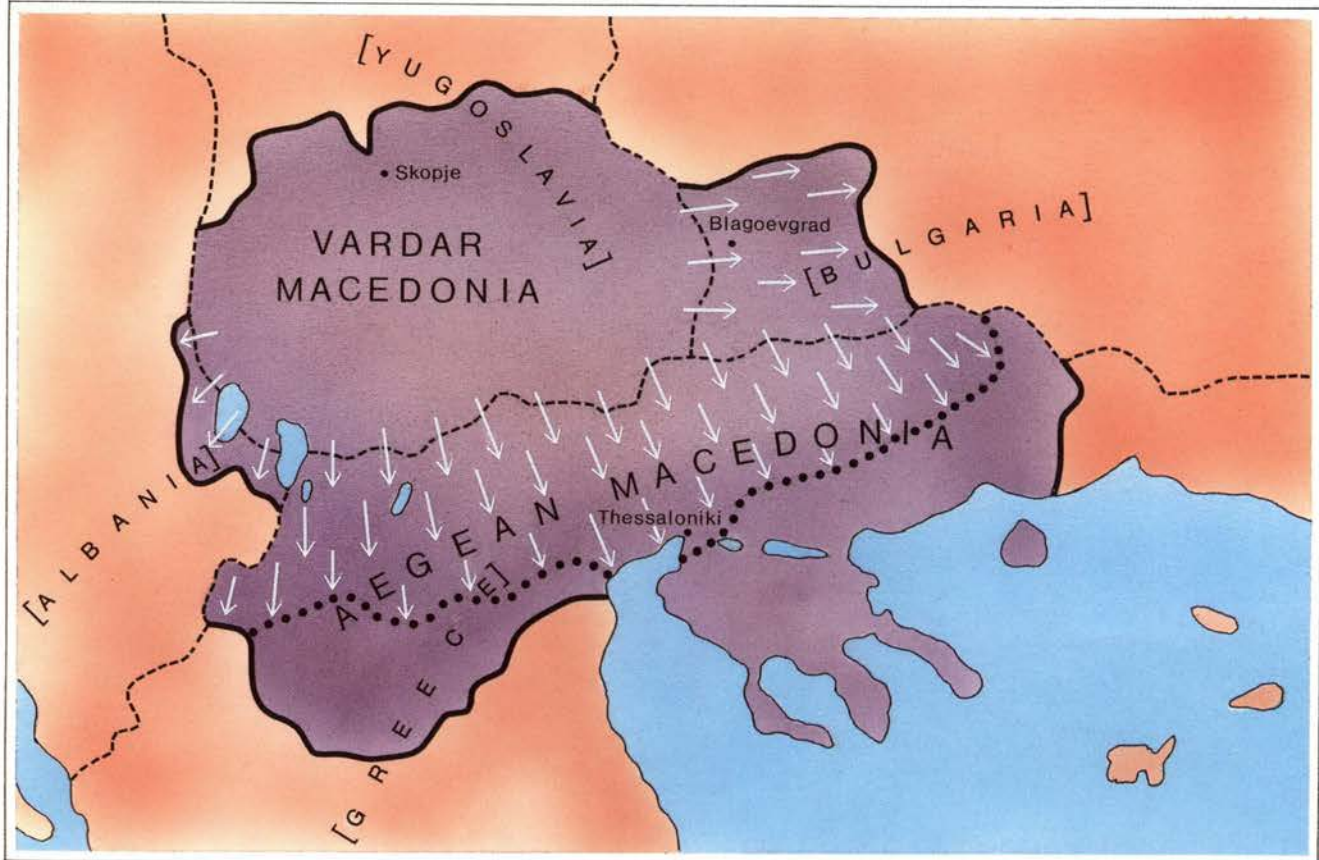 [YUGOSLAVIA]
Skopje
VARDAR
MACEDONIA
Blagoevgrad
[BULGARIA]
AEGEAN MACEDONIA
Thessaloniki
[ALBANIA]
[GREECE]